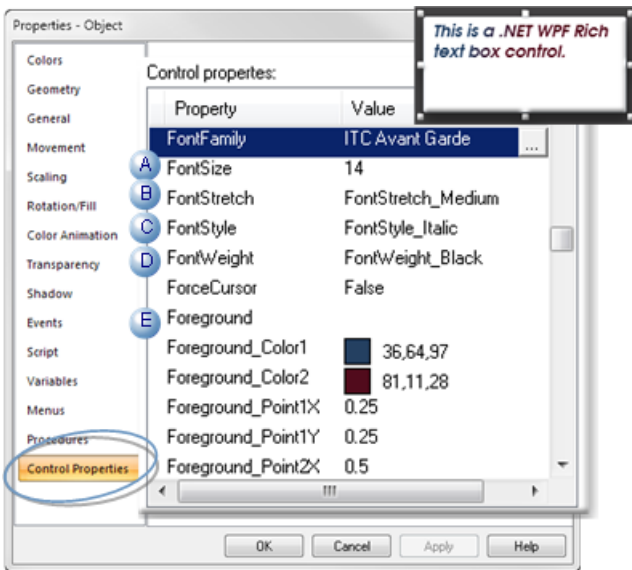 Properties - Object
This is a .NET WPF Rich
text box control.
Colors
Geometry
General
Movement
Scaling
Rotation/Fill
Color Animation
Transparency
Shadow
Events
Script
Variables
Menus
Procedures
Control Properties
Control propertes:
Property Value
FontFamily ITC Avant Garde ...
A FontSize 14
B FontStretch FontStretch_Medium
C FontStyle FontStyle_Italic
D FontWeight FontWeight_Black
ForceCursor False
E Foreground
Foreground_Color1 36,64,97
Foreground_Color2 81,11,28
Foreground_Point1X 0.25
Foreground_Point1Y 0.25
Foreground_Point2X 0.5
OK Cancel Apply Help